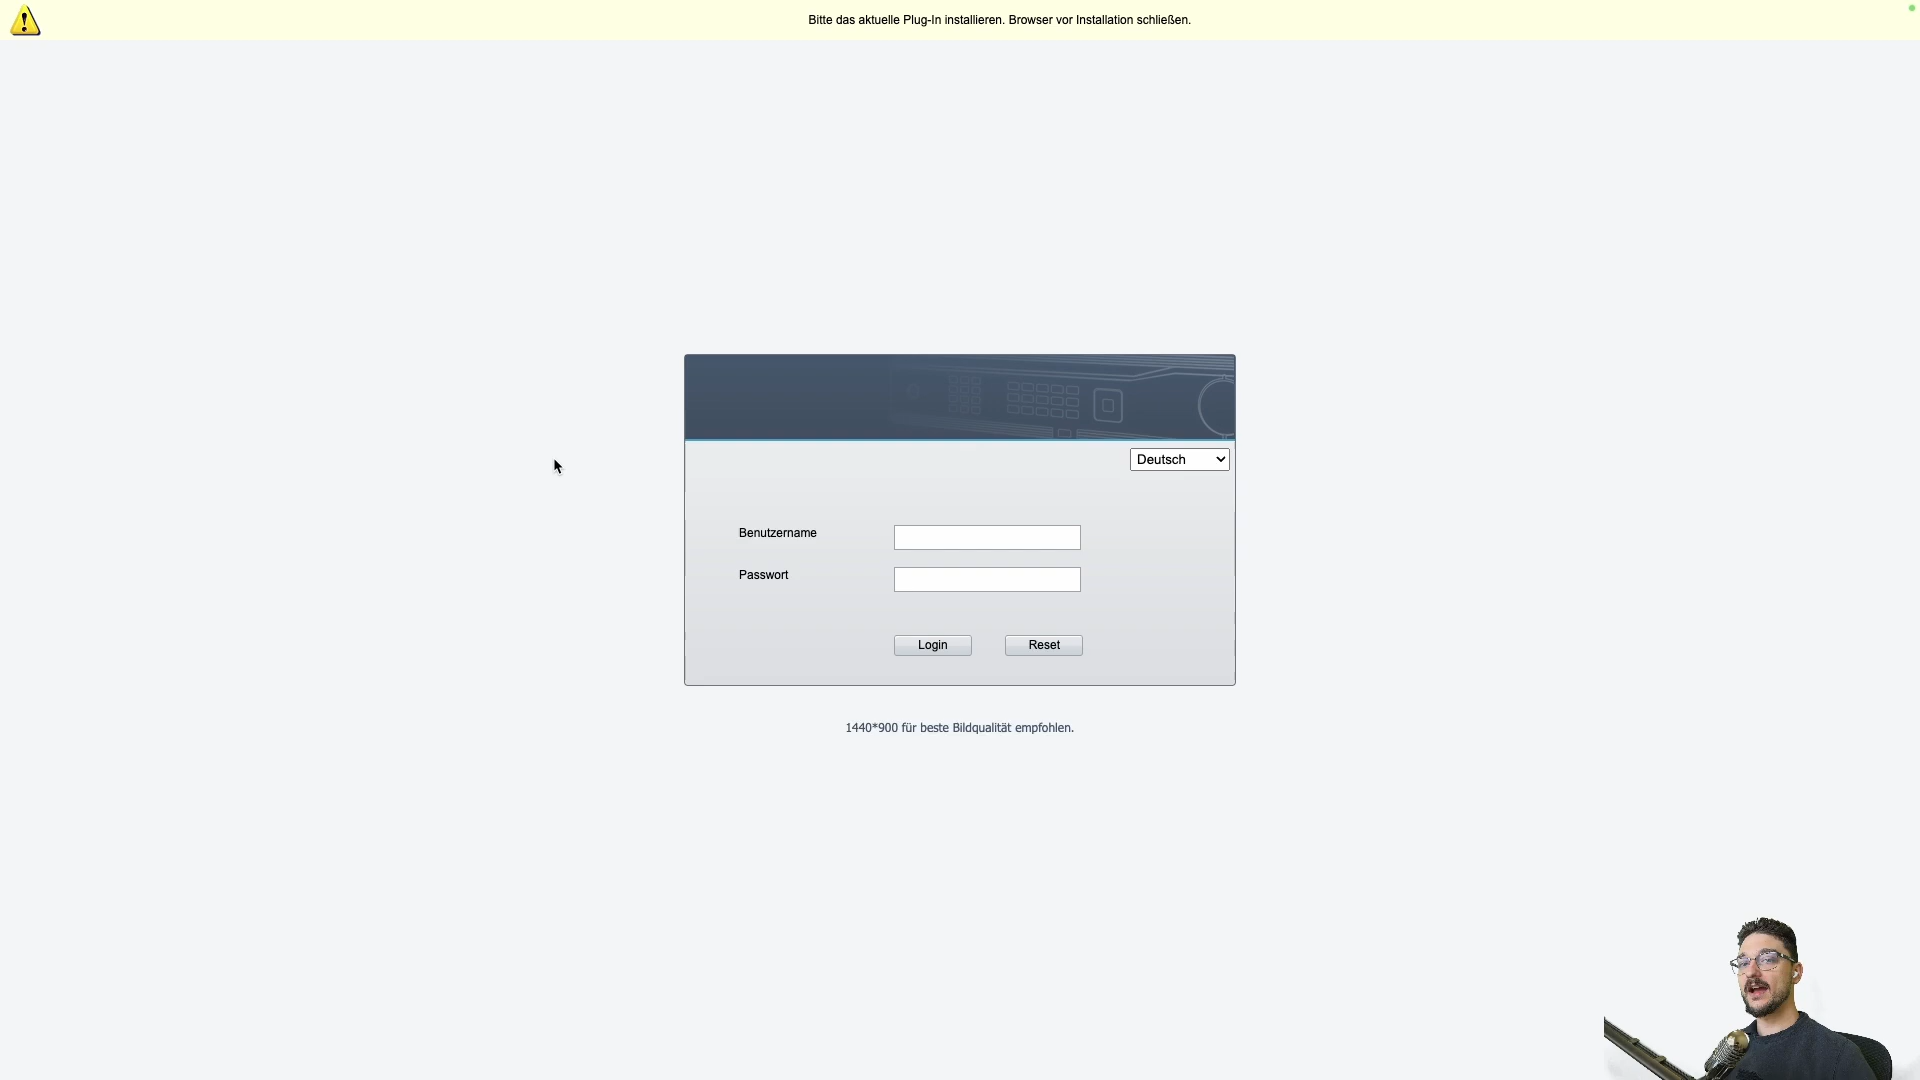 Bitte das aktuelle Plug-In installieren. Browser vor Installation schließen.
Deutsch
Benutzername
Passwort
Login
Reset
1440*900 für beste Bildqualität empfohlen.